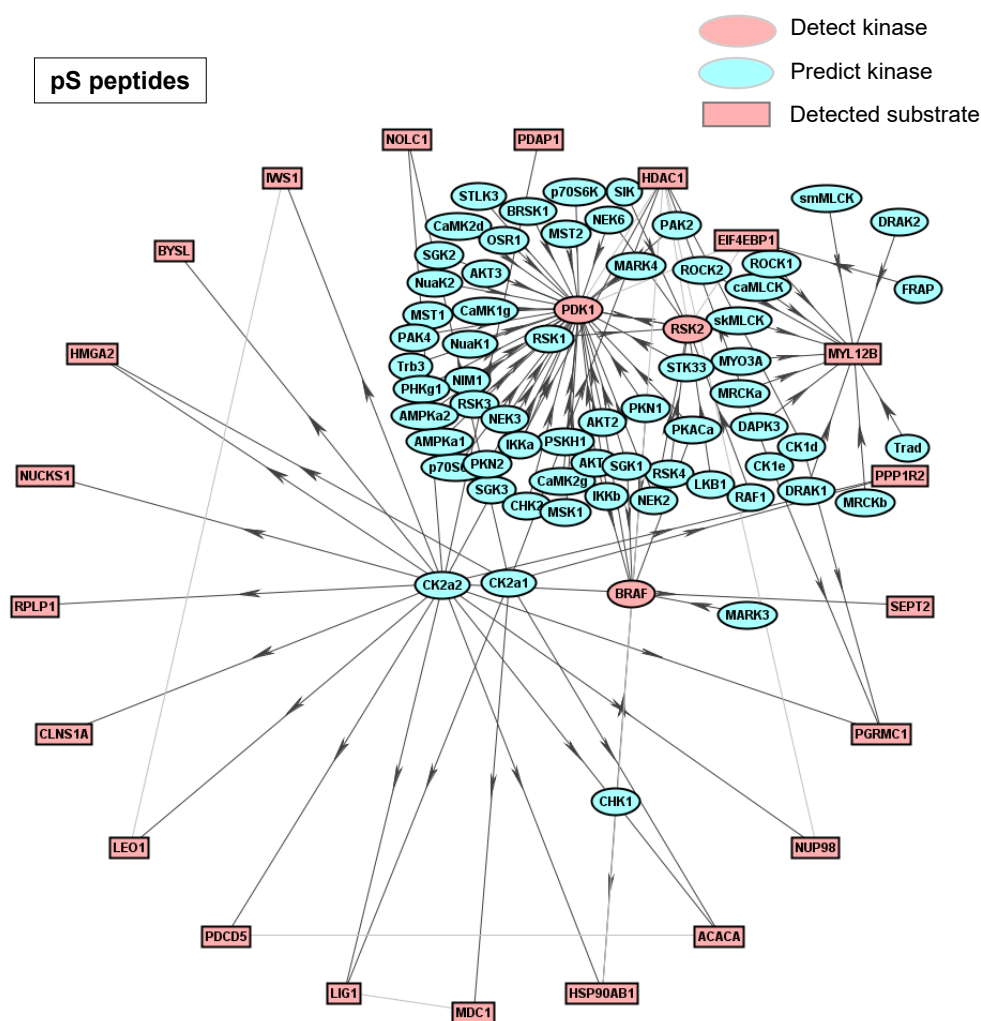 Detect kinase
Predict kinase
Detected substrate
pS peptides
NOLC1
PDAP1
IWS1
HDAC1
STLK3
p70S6K
SIK
smMLCK
BRSK1
NEK6
DRAK2
CaMK2d
PAK2
MST2
OSR1
EIF4EBP1
BYSL
SGK2
ROCK1
MARK4
ROCK2
AKT3
NuaK2
caMLCK
FRAP
CaMK1g
PDK1
MST1
skMLCK
RSK2
PAK4
RSK1
NuaK1
HMGA2
MYL12B
MYO3A
Trb3
STK33
NIM1
PHKg1
MRCKa
RSK3
PKN1
AMPKa2
NEK3
AKT2
DAPK3
PKACa
AMPKa1
IKKa
PSKH1
CK1d
Trad
PKN2
AKT
SGK1
CK1e
NUCKS1
RSK4
PPP1R2
CaMK2g
LKB1
SGK3
DRAK1
IKKb
RAF1
NEK2
CHK2
MSK1
MRCKb
CK2a2
CK2a1
BRAF
RPLP1
SEPT2
MARK3
CLNS1A
PGRMC1
CHK1
LEO1
NUP98
PDCD5
ACACA
LIG1
HSP90AB1
MDC1